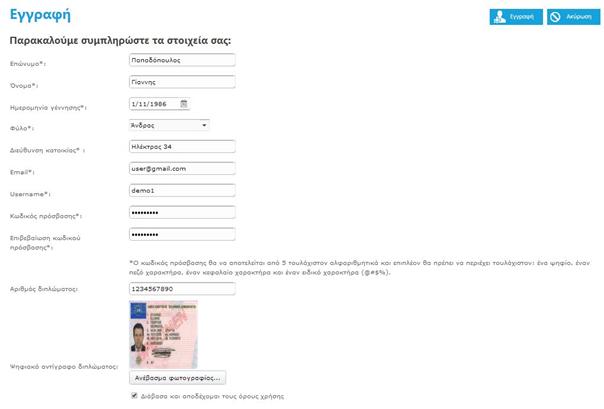 Εγγραφή
Εγγραφή Ακύρωση
Παρακαλούμε συμπληρώστε τα στοιχεία σας:
Επώνυμο*: Παπαδόπουλος
Όνομα*: Γιαννης
Ημερομηνία γέννησης*: 1/11/1986
Φύλο*: Άνδρας
Διεύθυνση κατοικίας* : Ηλέκτρας 34
Email*: user@gmail.com
Username*: demo1
Κωδικός πρόσβασης*: •••••••••
Επιβεβαίωση κωδικού
πρόσβασης*: •••••••••
*Ο κωδικός πρόσβασης θα να αποτελείται από 5 τουλάχιστον αλφαριθμητικά και επιπλέον θα πρέπει να περιέχει τουλάχιστον: ένα ψηφίο, έναν
πεζό χαρακτήρα, έναν κεφαλαίο χαρακτήρα και έναν ειδικό χαρακτήρα (@#$%).
Αριθμός διπλώματος: 1234567890
Ψηφιακό αντίγραφο διπλώματος:
Ανέβασμα φωτογραφίας...
Διάβασα και αποδέχομαι τους όρους χρήσης